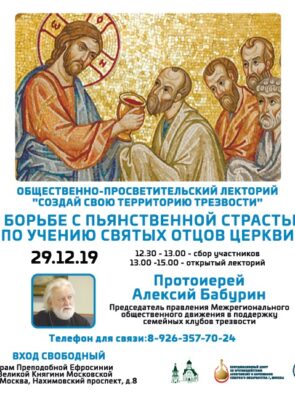 ОБЩЕСТВЕННО-ПРОСВЕТИТЕЛЬСКИЙ ЛЕКТОРИЙ
"СОЗДАЙ СВОЮ ТЕРРИТОРИЮ ТРЕЗВОСТИ"
БОРЬБЕ С ПЬЯНСТВЕННОЙ СТРАСТЬ
ПО УЧЕНИЮ СВЯТЫХ ОТЦОВ ЦЕРКВИ
29.12.19
12.30 - 13.00 - сбор участников
13.00 -15.00 - открытый лекторий
Протоиерей
Алексий Бабурин
Председатель правления Межрегионального
общественного движения в поддержку
семейных клубов трезвости
Телефон для связи:8-926-357-70-24
ВХОД СВОБОДНЫЙ
рам Преподобной Ефросинии
Великой Княгини Московской
Москва, Нахимовский проспект, д.8